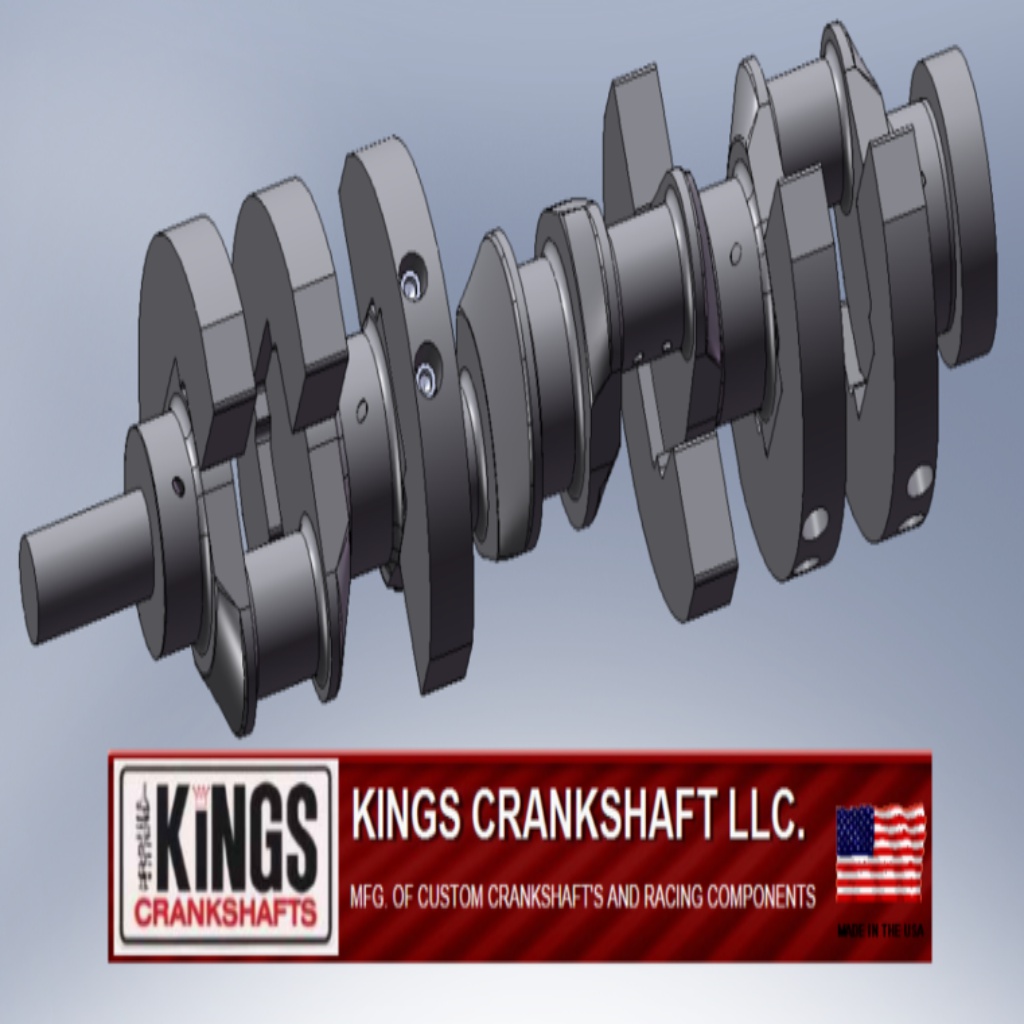 KiNGS
CRANKSHAFTS
KINGS CRANKSHAFT LLC.
MFG. OF CUSTOM CRANKSHAFT'S AND RACING COMPONENTS
MADE IN THE USA